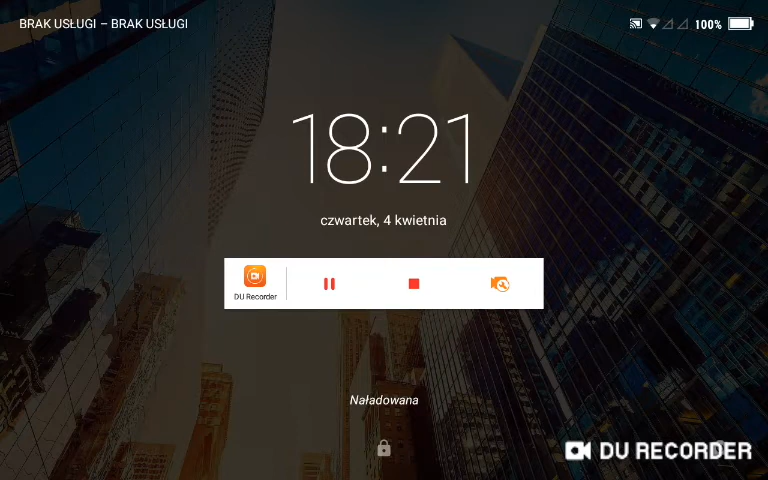 BRAK USŁUGI – BRAK USŁUGI
100%
18:21
czwartek, 4 kwietnia
DU Recorder
Naładowana
DU RECORDER